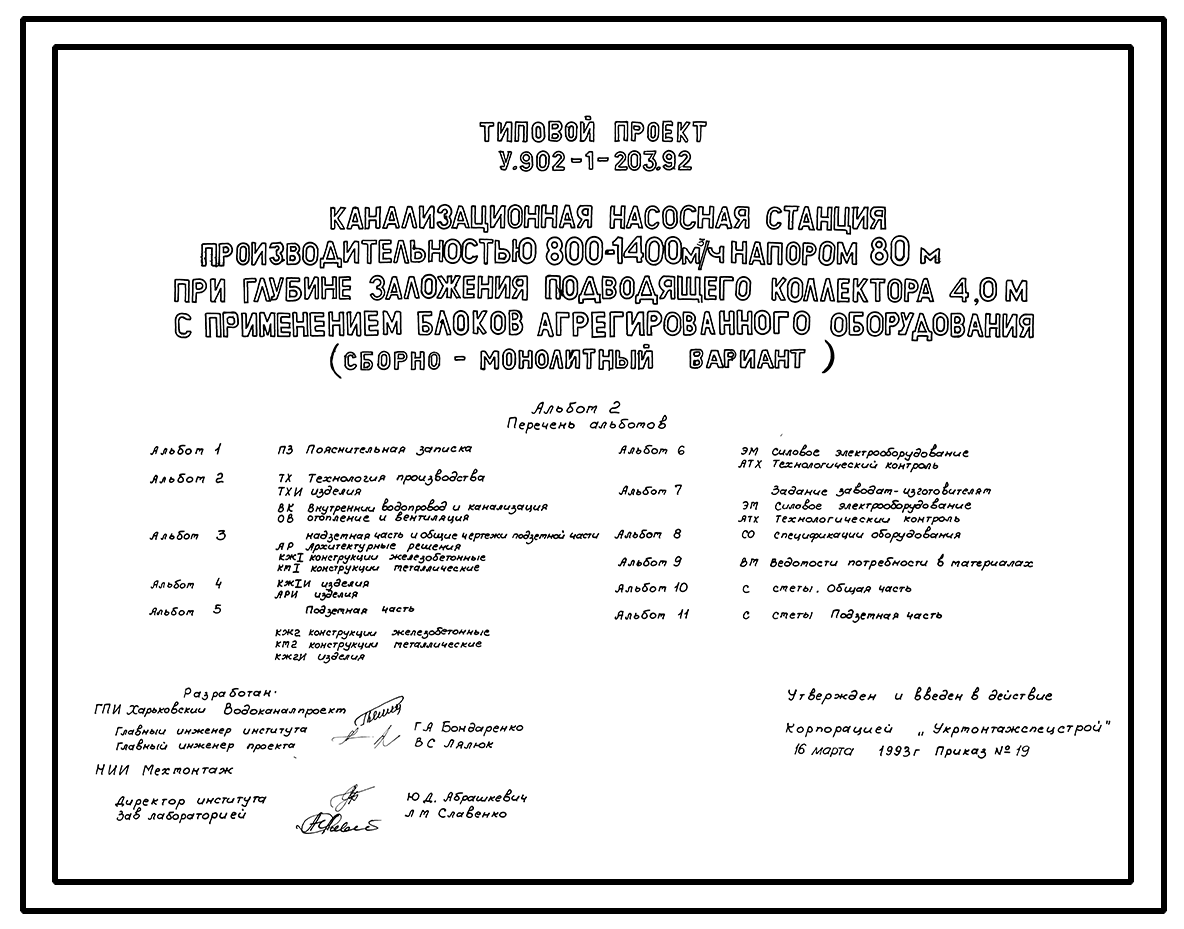 ТИПОВОЙ ПРОЕКТ
У.902-1-203.92
КАНАЛИЗАЦИОННАЯ НАСОСНАЯ СТАНЦИЯ
ПРОИЗВОДИТЕЛЬНОСТЬЮ 800-1400м³/ч НАПОРОМ 80 м
ПРИ ГЛУБИНЕ ЗАЛОЖЕНИЯ ПОДВОДЯЩЕГО КОЛЛЕКТОРА 4,0 м
С ПРИМЕНЕНИЕМ БЛОКОВ АГРЕГИРОВАННОГО ОБОРУДОВАНИЯ
(СБОРНО - МОНОЛИТНЫЙ ВАРИАНТ)
Альбом 2
Перечень альбомов
Альбом 1 ПЗ Пояснительная записка
Альбом 2 ТХ Технология производства
ТХИ изделия
ВК Внутренний водопровод и канализация
ОВ отопление и вентиляция
Альбом 3 надземная часть и общие чертежи подземной части
АР Архитектурные решения
КЖ1 конструкции железобетонные
КМ1 конструкции металлические
Альбом 4 КЖ1И изделия
АРИ изделия
Альбом 5 Подземная часть
КЖ2 конструкции железобетонные
КМ2 конструкции металлические
КЖ2И изделия
Альбом 6 ЭМ Силовое электрооборудование
АТХ Технологический контроль
Альбом 7 Задание заводам-изготовителям
ЭМ Силовое электрооборудование
АТХ Технологический контроль
Альбом 8 СО спецификации оборудования
Альбом 9 ВМ Ведомости потребности в материалах
Альбом 10 С сметы. Общая часть
Альбом 11 С сметы Подземная часть
Разработан:
ГПИ Харьковский Водоканалпроект
Главный инженер института Г.А Бондаренко
Главный инженер проекта В С Лялюк
НИИ Мехмонтаж
Директор института Ю Д. Абрашкевич
Зав лабораторией Л М Славенко
Утвержден и введен в действие
Корпорацией „Укрмонтажспецстрой"
16 марта 1993 г Приказ № 19